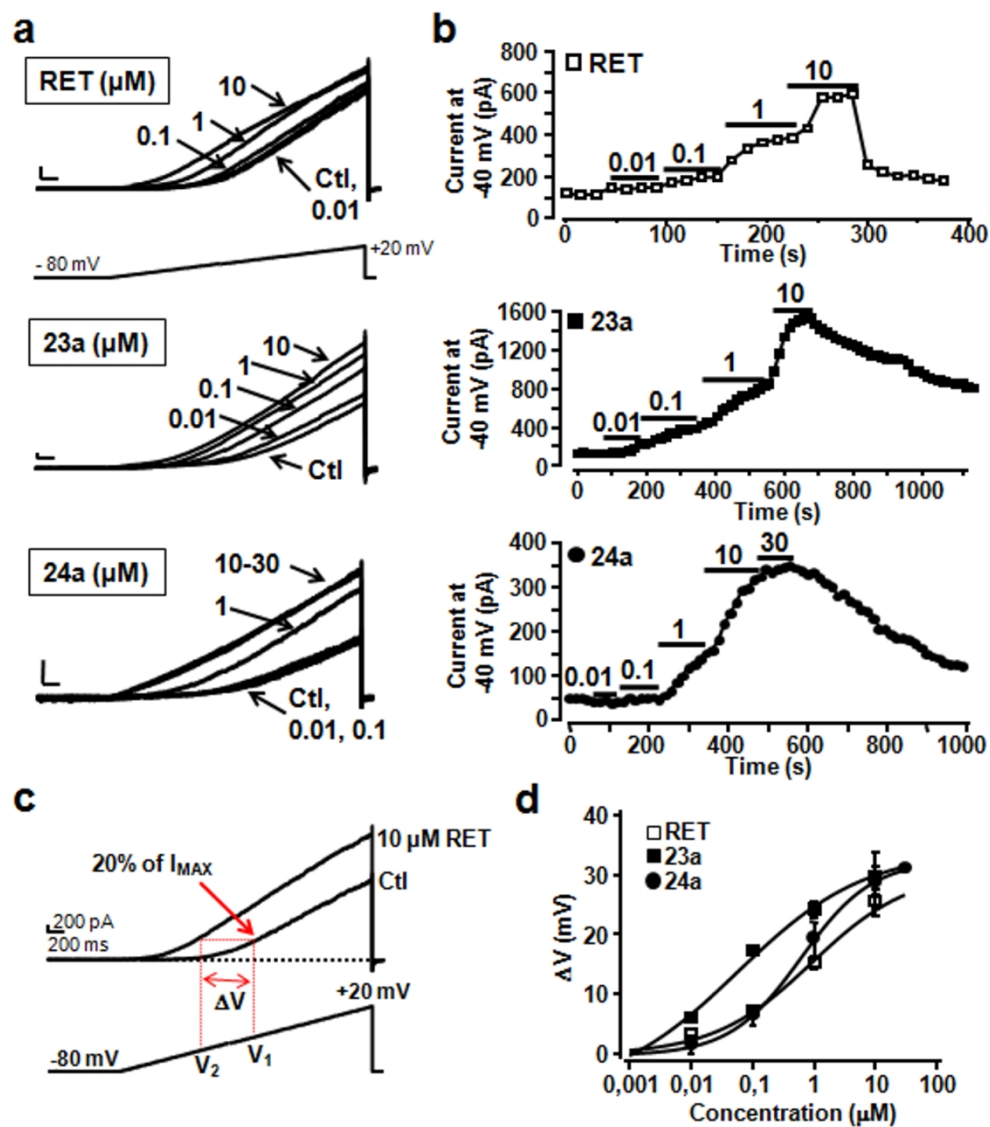 a
RET (µM)
10
1
0.1
Ctl,
0.01
- 80 mV
+20 mV
23a (µM)
10
1
0.1
0.01
Ctl
24a (µM)
10-30
1
Ctl,
0.01, 0.1
b
Current at
-40 mV (pA)
800
600
400
200
0
RET
0.01
0.1
1
10
0
100
200
300
400
Time (s)
Current at
-40 mV (pA)
1600
1200
800
400
0
23a
0.01
0.1
1
10
0
200
400
600
800
1000
Time (s)
Current at
-40 mV (pA)
400
300
200
100
0
24a
0.01
0.1
1
10
30
0
200
400
600
800
1000
Time (s)
c
10 µM RET
20% of IMAX
Ctl
200 pA
200 ms
ΔV
+20 mV
-80 mV
V2
V1
d
ΔV (mV)
40
30
20
10
0
RET
23a
24a
0,001
0,01
0,1
1
10
100
Concentration (µM)